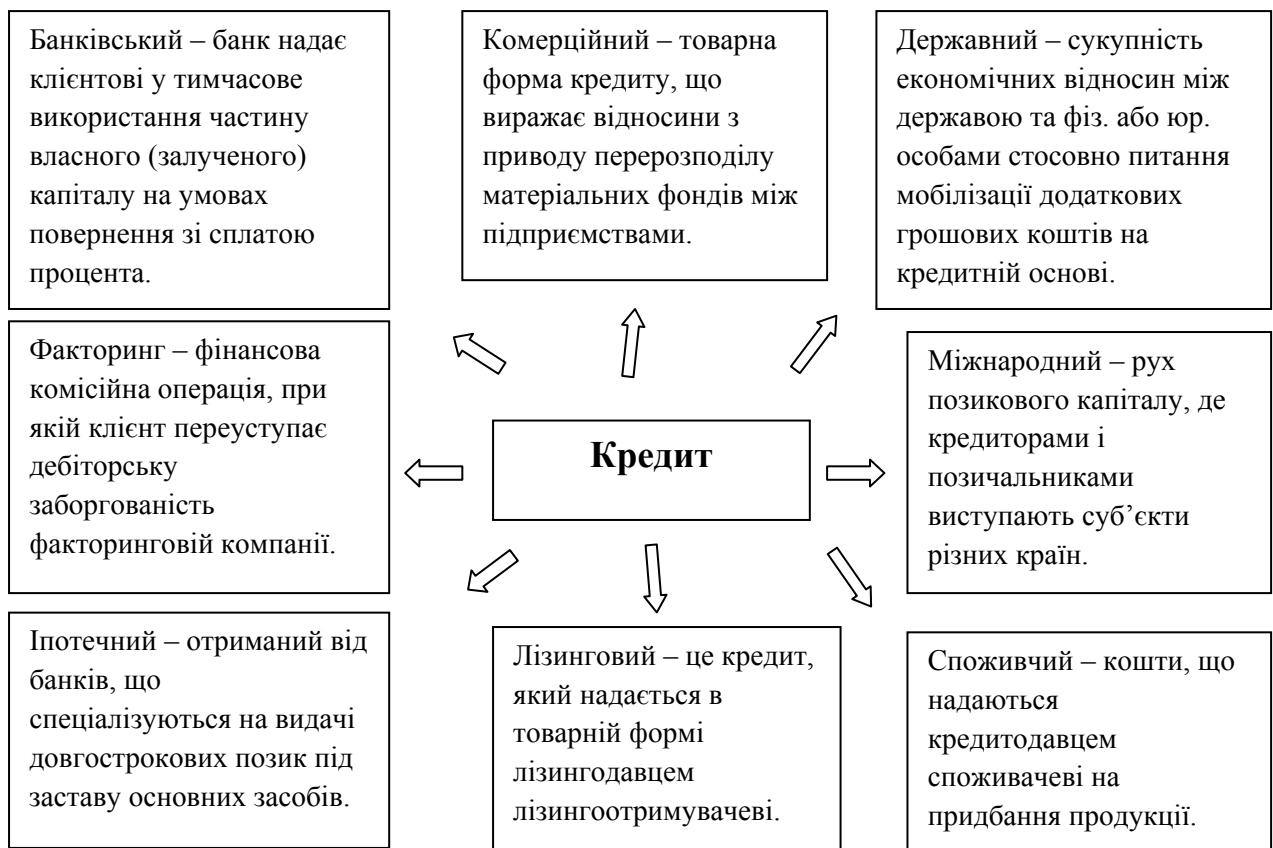 Банківський – банк надає
клієнтові у тимчасове
використання частину
власного (залученого)
капіталу на умовах
повернення зі сплатою
процента.
Комерційний – товарна
форма кредиту, що
виражає відносини з
приводу перерозподілу
матеріальних фондів між
підприємствами.
Державний – сукупність
економічних відносин між
державою та фіз. або юр.
особами стосовно питання
мобілізації додаткових
грошових коштів на
кредитній основі.
Факторинг – фінансова
комісійна операція, при
якій клієнт переуступає
дебіторську
заборгованість
факторинговій компанії.
Кредит
Міжнародний – рух
позикового капіталу, де
кредиторами і
позичальниками
виступають суб’єкти
різних країн.
Іпотечний – отриманий від
банків, що
спеціалізуються на видачі
довгострокових позик під
заставу основних засобів.
Лізинговий – це кредит,
який надається в
товарній формі
лізингодавцем
лізингоотримувачеві.
Споживчий – кошти, що
надаються
кредитодавцем
споживачеві на
придбання продукції.